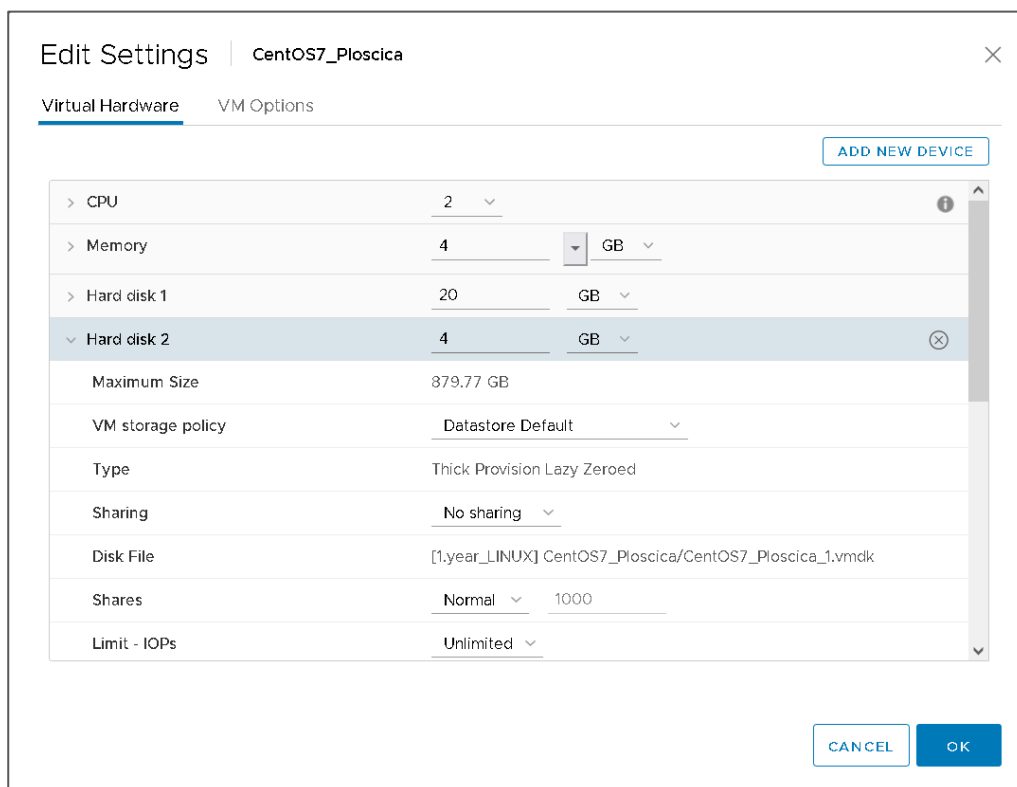 Edit Settings CentOS7_Ploscica
Virtual Hardware VM Options
ADD NEW DEVICE
CPU 2
Memory 4 GB
Hard disk 1 20 GB
Hard disk 2 4 GB
Maximum Size 879.77 GB
VM storage policy Datastore Default
Type Thick Provision Lazy Zeroed
Sharing No sharing
Disk File [1.year_LINUX] CentOS7_Ploscica/CentOS7_Ploscica_1.vmdk
Shares Normal 1000
Limit - IOPs Unlimited
CANCEL OK